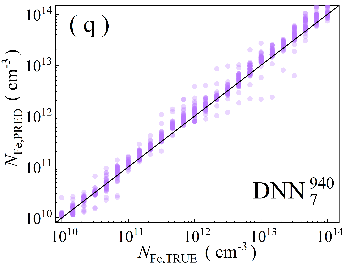 ( q )
10^14
10^13
10^12
10^11
10^10
N_Fe,PRED ( cm^-3 )
DNN_7^940
10^10 10^11 10^12 10^13 10^14
N_Fe,TRUE ( cm^-3 )